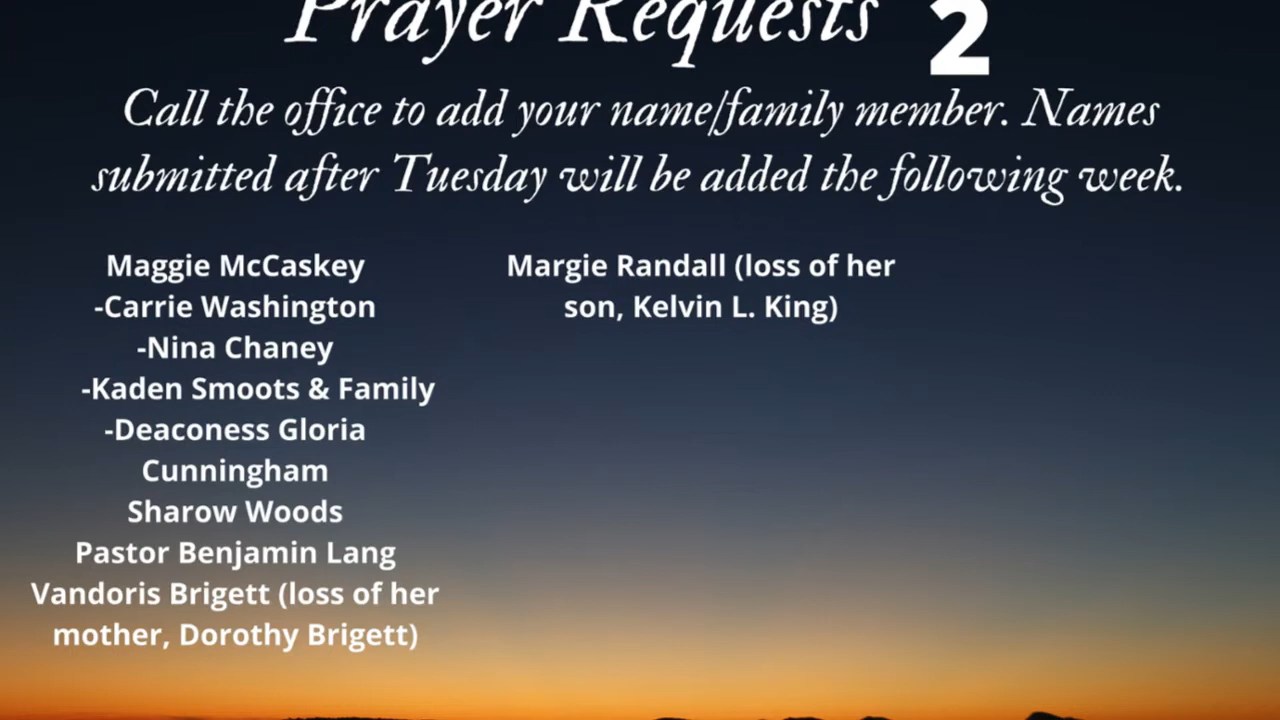 Prayer Requests 2
Call the office to add your name/family member. Names
submitted after Tuesday will be added the following week.
Maggie McCaskey
-Carrie Washington
-Nina Chaney
-Kaden Smoots & Family
-Deaconess Gloria
Cunningham
Sharow Woods
Pastor Benjamin Lang
Vandoris Brigett (loss of her
mother, Dorothy Brigett)
Margie Randall (loss of her
son, Kelvin L. King)